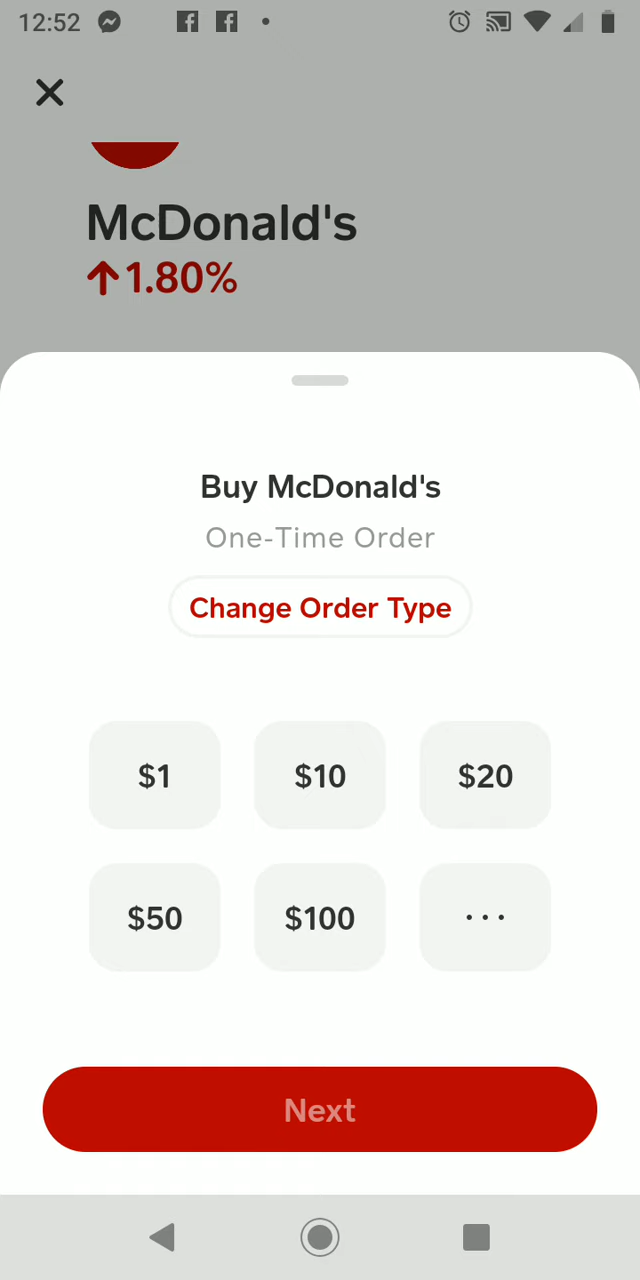 12:52
McDonald's
↑1.80%
Buy McDonald's
One-Time Order
Change Order Type
$1 $10 $20
$50 $100 ···
Next